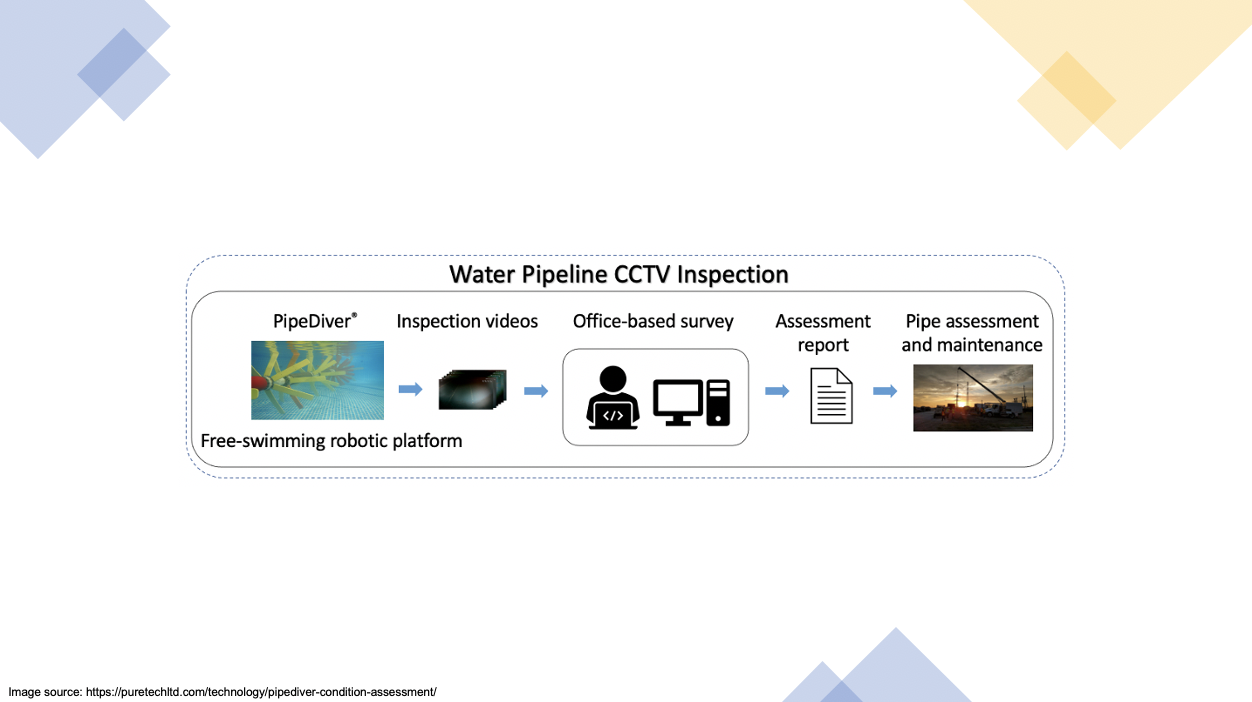 Water Pipeline CCTV Inspection
PipeDiver®
Inspection videos
Office-based survey
Assessment
report
Pipe assessment
and maintenance
</>
Free-swimming robotic platform
Image source: https://puretechltd.com/technology/pipediver-condition-assessment/